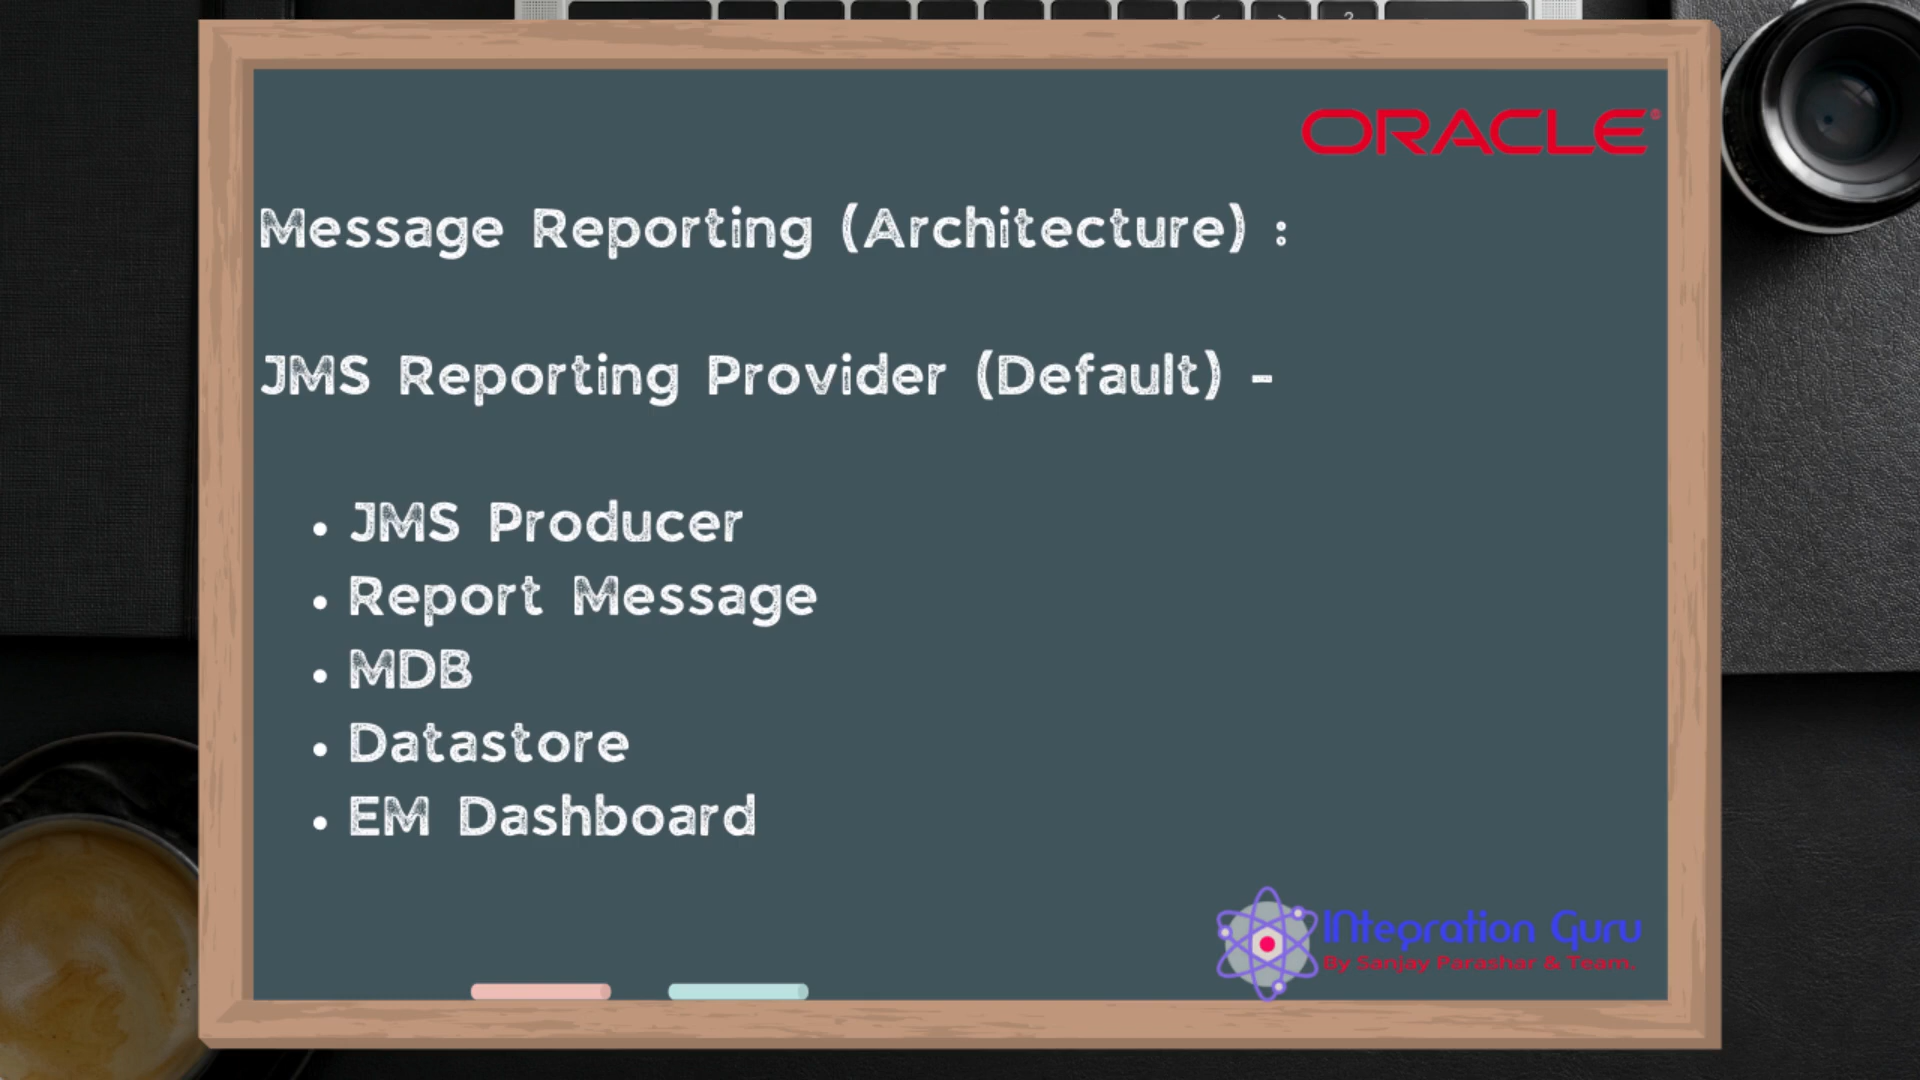 ORACLE®
Message Reporting (Architecture) :
JMS Reporting Provider (Default) -
• JMS Producer
• Report Message
• MDB
• Datastore
• EM Dashboard
INtegration Guru
By Sanjay Parashar & Team.
< > ?